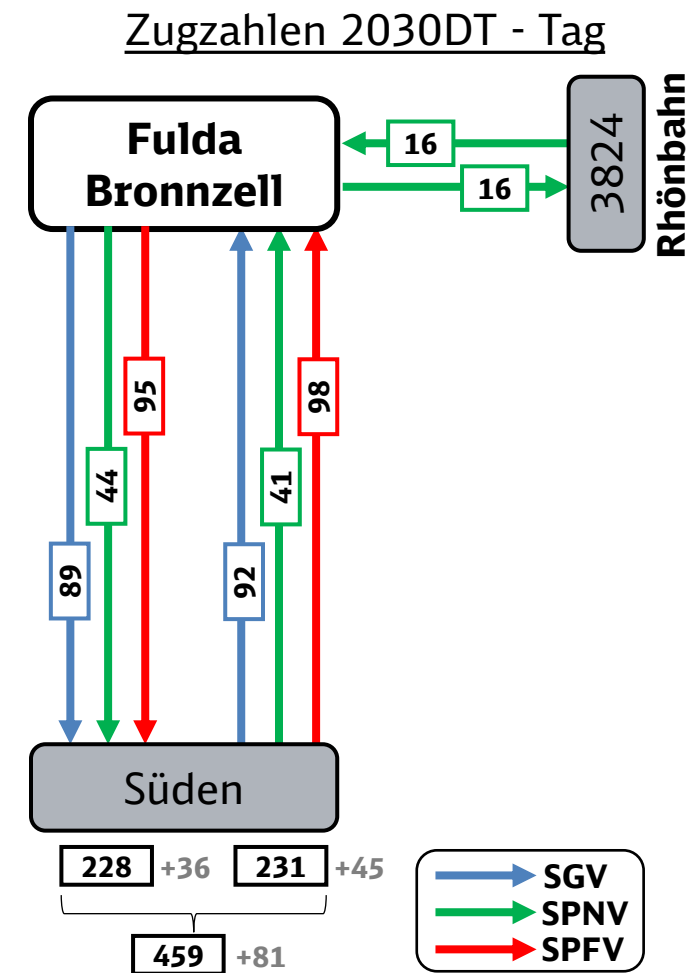 Zugzahlen 2030DT - Tag
Fulda
Bronnzell
16
16
3824
Rhönbahn
95
98
44
41
89
92
Süden
228 +36
231 +45
459 +81
SGV
SPNV
SPFV